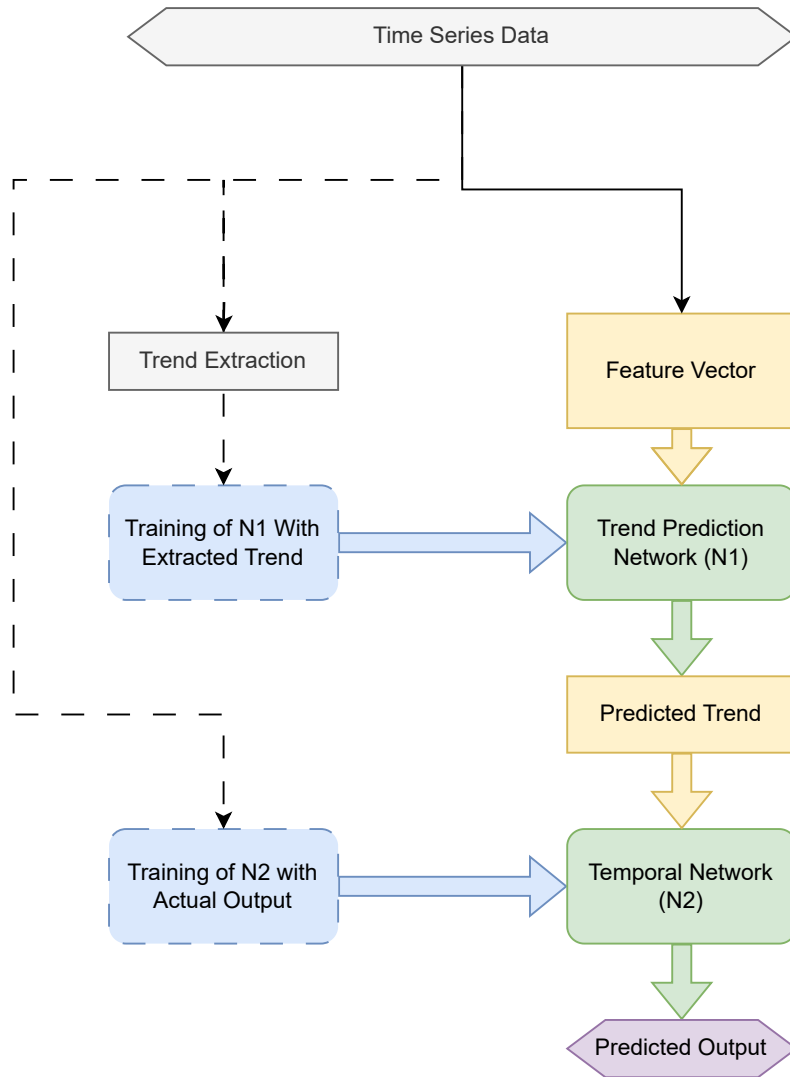 Time Series Data
Trend Extraction
Feature Vector
Training of N1 With
Extracted Trend
Trend Prediction
Network (N1)
Predicted Trend
Training of N2 with
Actual Output
Temporal Network
(N2)
Predicted Output